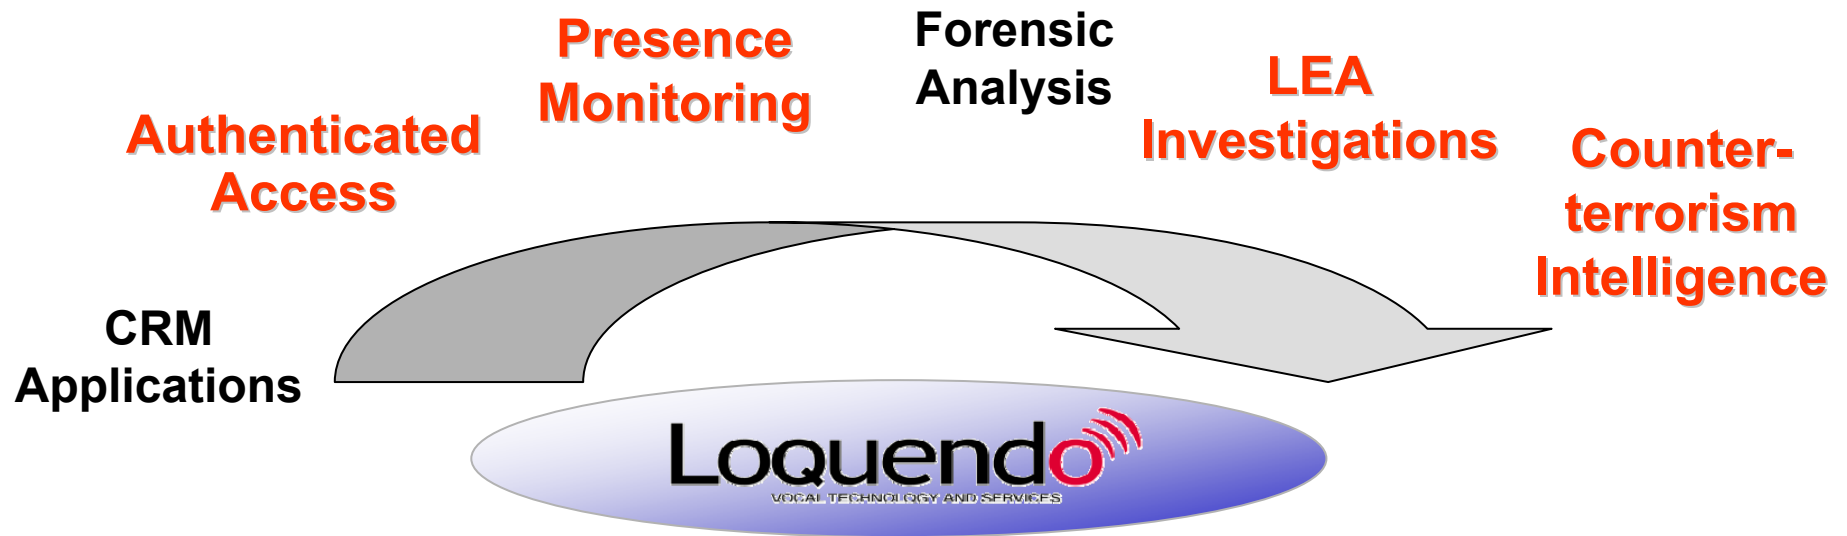 CRM
Applications
Authenticated
Access
Presence
Monitoring
Forensic
Analysis
LEA
Investigations
Counter-
terrorism
Intelligence
Loquendo
VOCAL TECHNOLOGY AND SERVICES